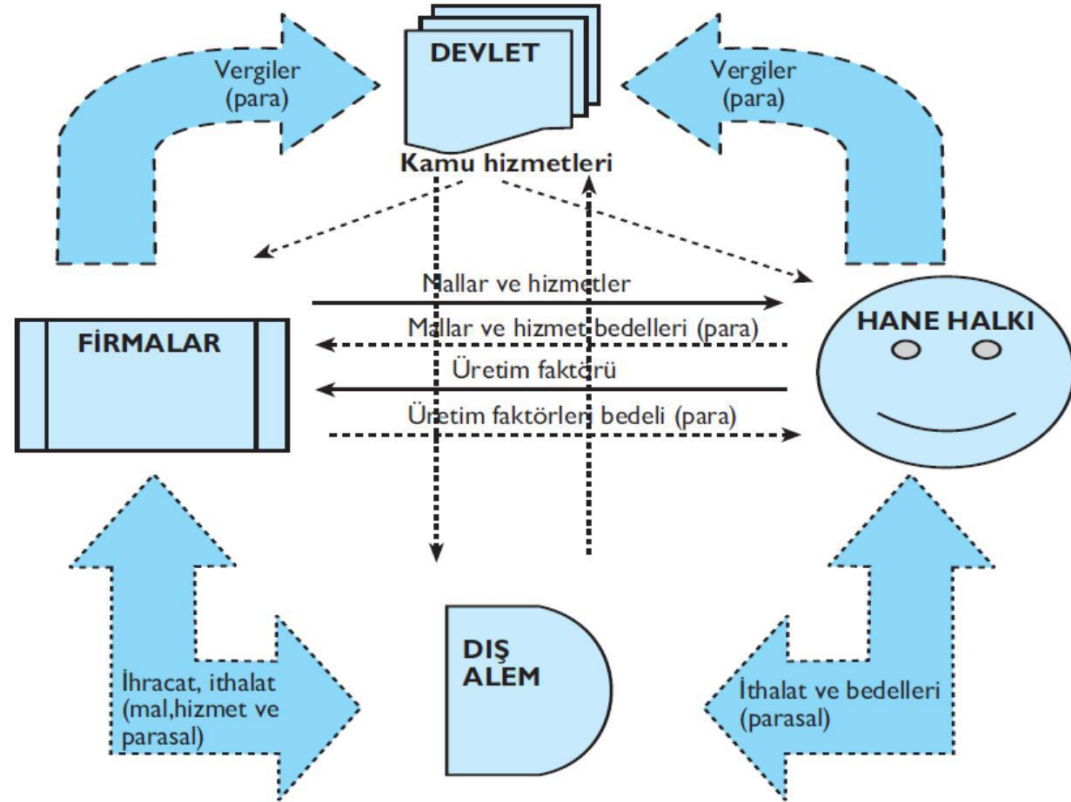 DEVLET
Vergiler
(para)
Vergiler
(para)
Kamu hizmetleri
Mallar ve hizmetler
Mallar ve hizmet bedelleri (para)
Üretim faktörü
Üretim faktörleri bedeli (para)
FİRMALAR
HANE HALKI
DIŞ
ALEM
İhracat, ithalat
(mal,hizmet ve
parasal)
İthalat ve bedelleri
(parasal)